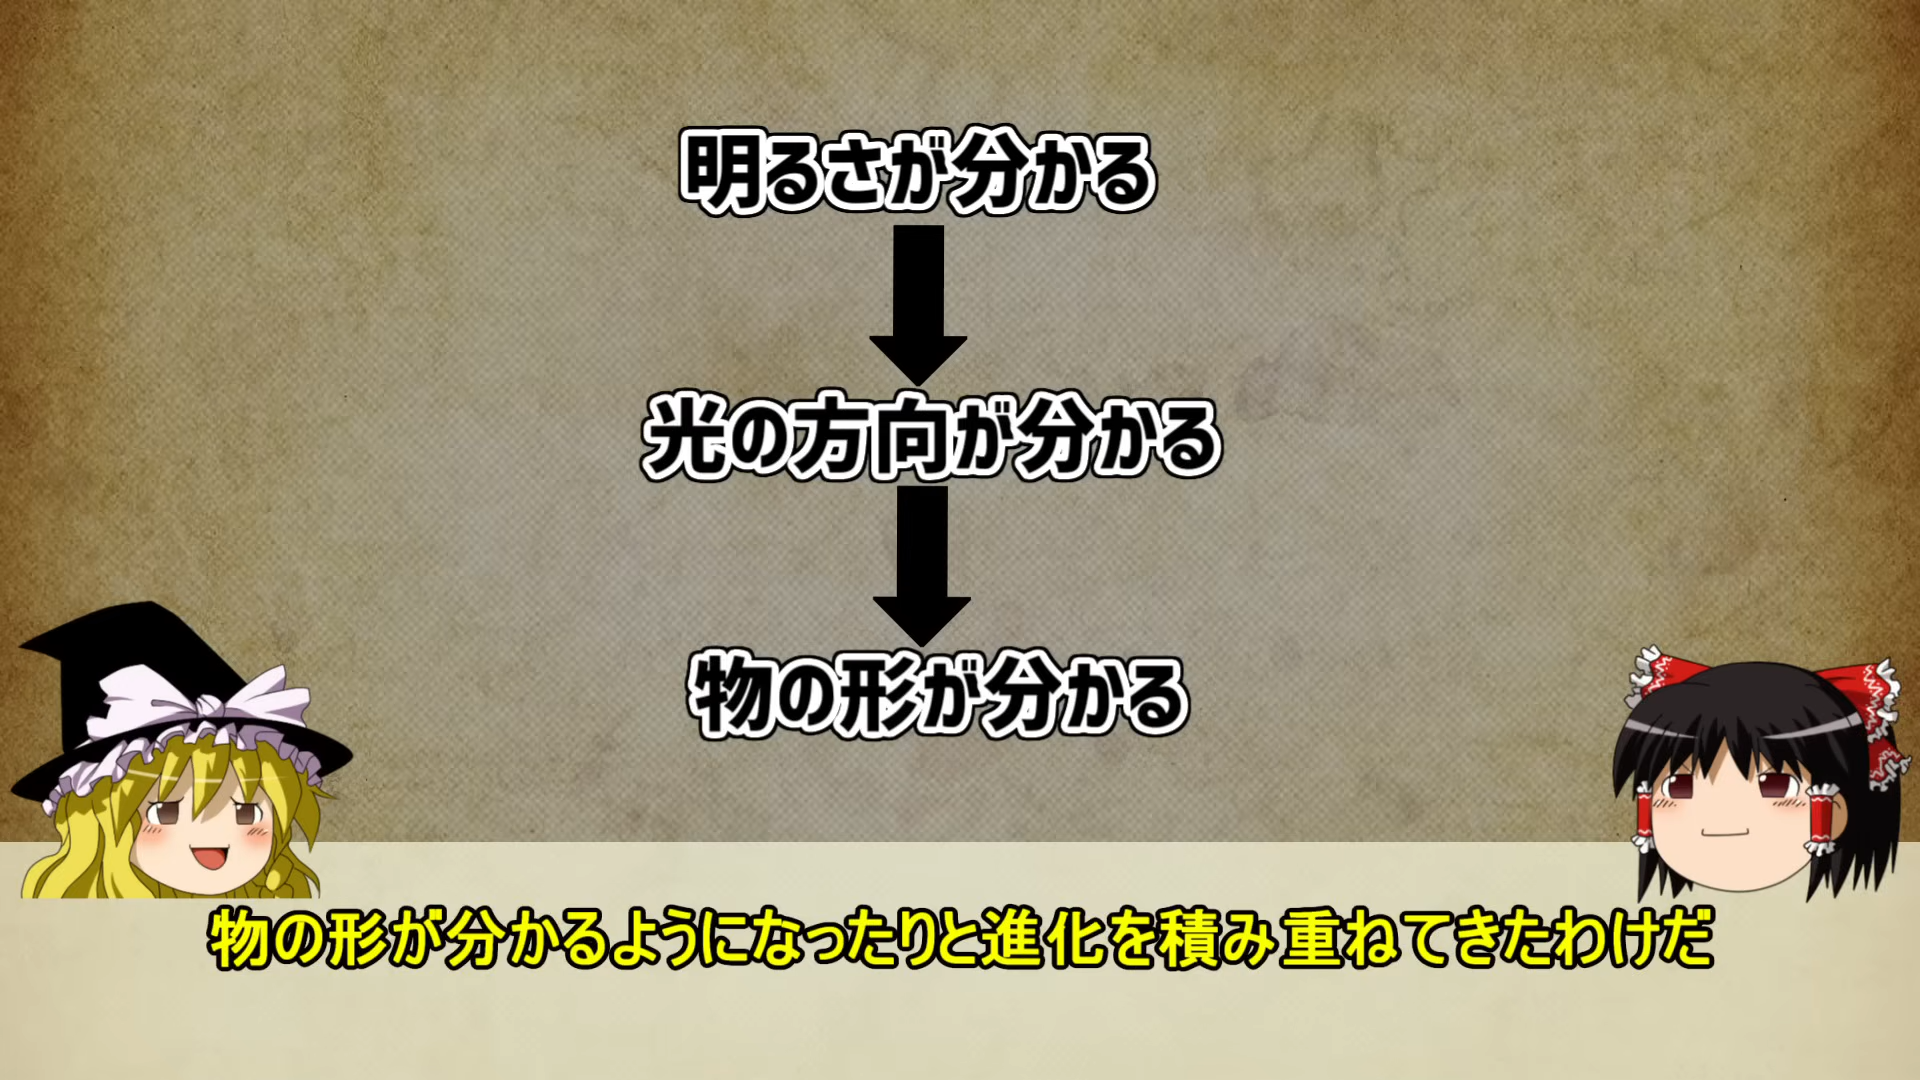 明るさが分かる
光の方向が分かる
物の形が分かる
物の形が分かるようになったりと進化を積み重ねてきたわけだ